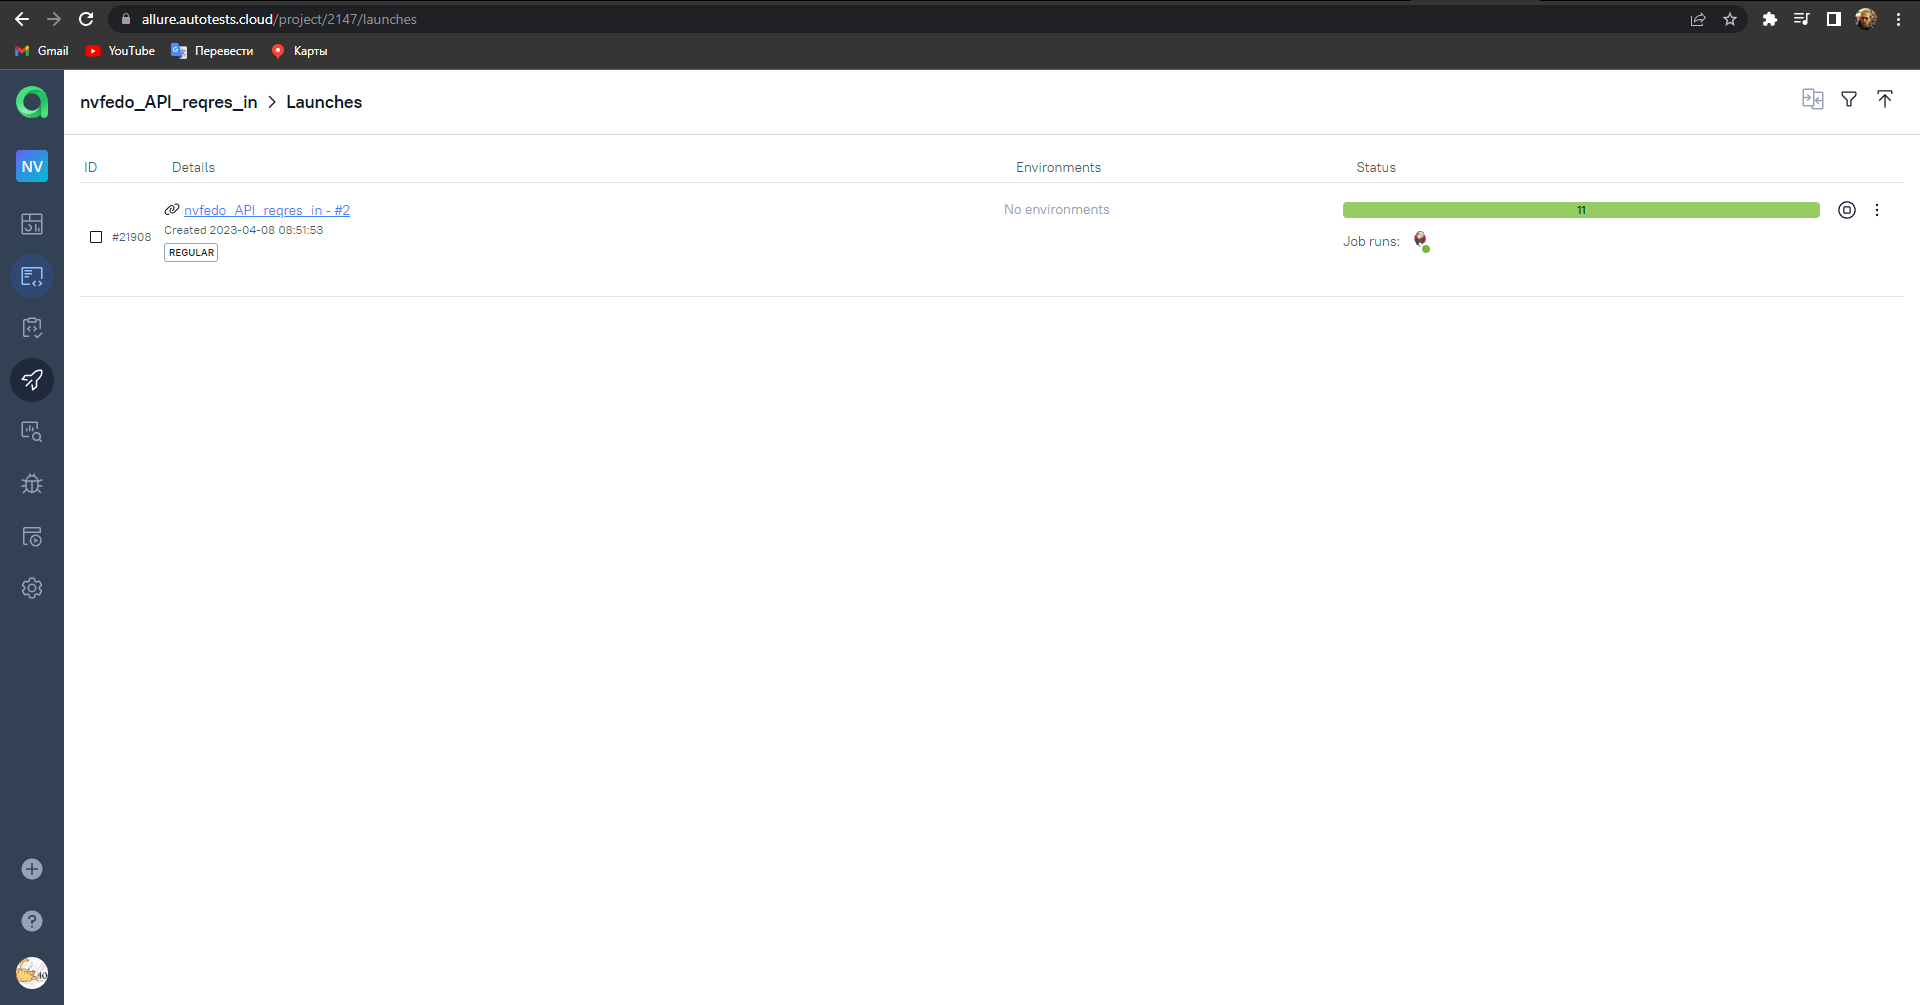 allure.autotests.cloud/project/2147/launches
Gmail YouTube Перевести Карты
nvfedo_API_reqres_in > Launches
NV
ID Details Environments Status
nvfedo_API_reqres_in - #2 No environments 11
Created 2023-04-08 08:51:53
#21908
Job runs:
REGULAR
40